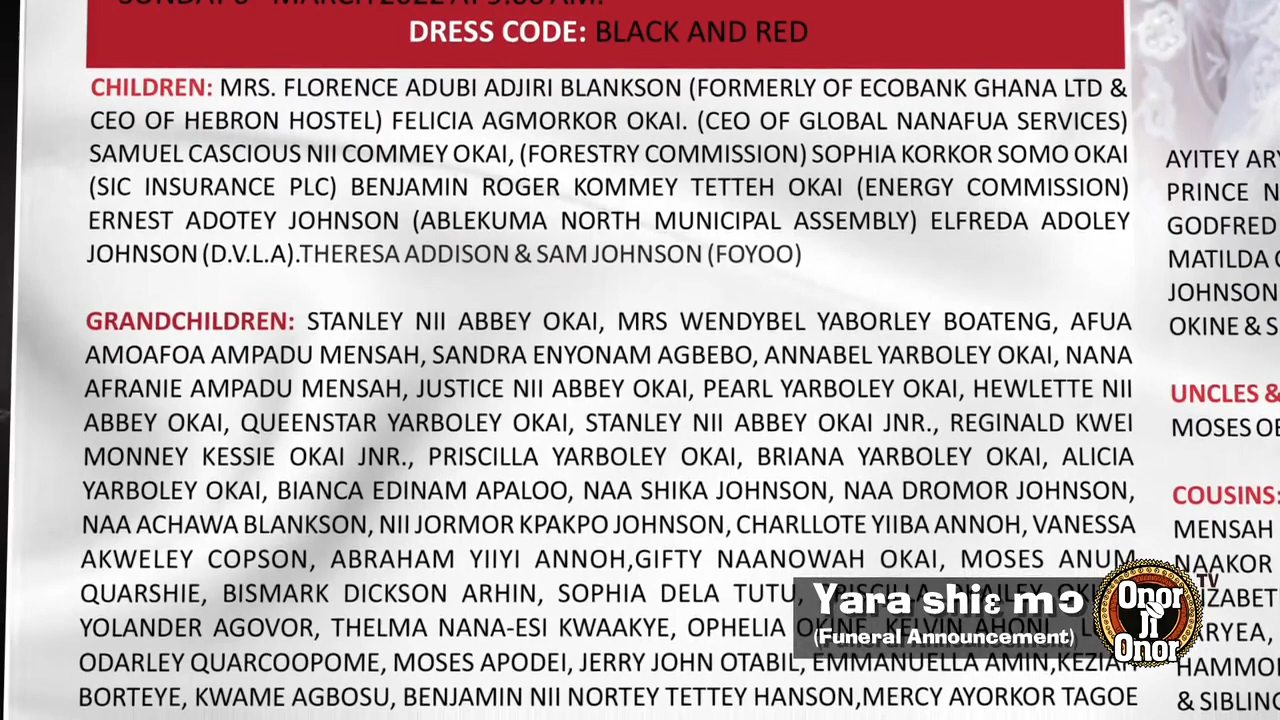 DRESS CODE: BLACK AND RED
CHILDREN: MRS. FLORENCE ADUBI ADJIRI BLANKSON (FORMERLY OF ECOBANK GHANA LTD &
CEO OF HEBRON HOSTEL) FELICIA AGMORKOR OKAI. (CEO OF GLOBAL NANAFUA SERVICES)
SAMUEL CASCIOUS NII COMMEY OKAI, (FORESTRY COMMISSION) SOPHIA KORKOR SOMO OKAI
(SIC INSURANCE PLC) BENJAMIN ROGER KOMMEY TETTEH OKAI (ENERGY COMMISSION)
ERNEST ADOTEY JOHNSON (ABLEKUMA NORTH MUNICIPAL ASSEMBLY) ELFREDA ADOLEY
JOHNSON (D.V.L.A).THERESA ADDISON & SAM JOHNSON (FOYOO)
GRANDCHILDREN: STANLEY NII ABBEY OKAI, MRS WENDYBEL YABORLEY BOATENG, AFUA
AMOAFOA AMPADU MENSAH, SANDRA ENYONAM AGBEBO, ANNABEL YARBOLEY OKAI, NANA
AFRANIE AMPADU MENSAH, JUSTICE NII ABBEY OKAI, PEARL YARBOLEY OKAI, HEWLETTE NII
ABBEY OKAI, QUEENSTAR YARBOLEY OKAI, STANLEY NII ABBEY OKAI JNR., REGINALD KWEI
MONNEY KESSIE OKAI JNR., PRISCILLA YARBOLEY OKAI, BRIANA YARBOLEY OKAI, ALICIA
YARBOLEY OKAI, BIANCA EDINAM APALOO, NAA SHIKA JOHNSON, NAA DROMOR JOHNSON,
NAA ACHAWA BLANKSON, NII JORMOR KPAKPO JOHNSON, CHARLLOTE YIIBA ANNOH, VANESSA
AKWELEY COPSON, ABRAHAM YIIYI ANNOH,GIFTY NAANOWAH OKAI, MOSES ANUM
QUARSHIE, BISMARK DICKSON ARHIN, SOPHIA DELA TUTU,
YOLANDER AGOVOR, THELMA NANA-ESI KWAAKYE, OPHELIA OKINE, KELVIN AHONI
ODARLEY QUARCOOPOME, MOSES APODEI, JERRY JOHN OTABIL, EMMANUELLA AMIN,KEZIAH
BORTEYE, KWAME AGBOSU, BENJAMIN NII NORTEY TETTEY HANSON,MERCY AYORKOR TAGOE
AYITEY
PRINCE
GODFRED
MATILDA
JOHNSON
OKINE &
UNCLES &
MOSES
COUSINS:
MENSAH
NAAKOR
& 
Yara shiɛ mɔ
(Funeral Announcement)
Onor
n
Onor
TV